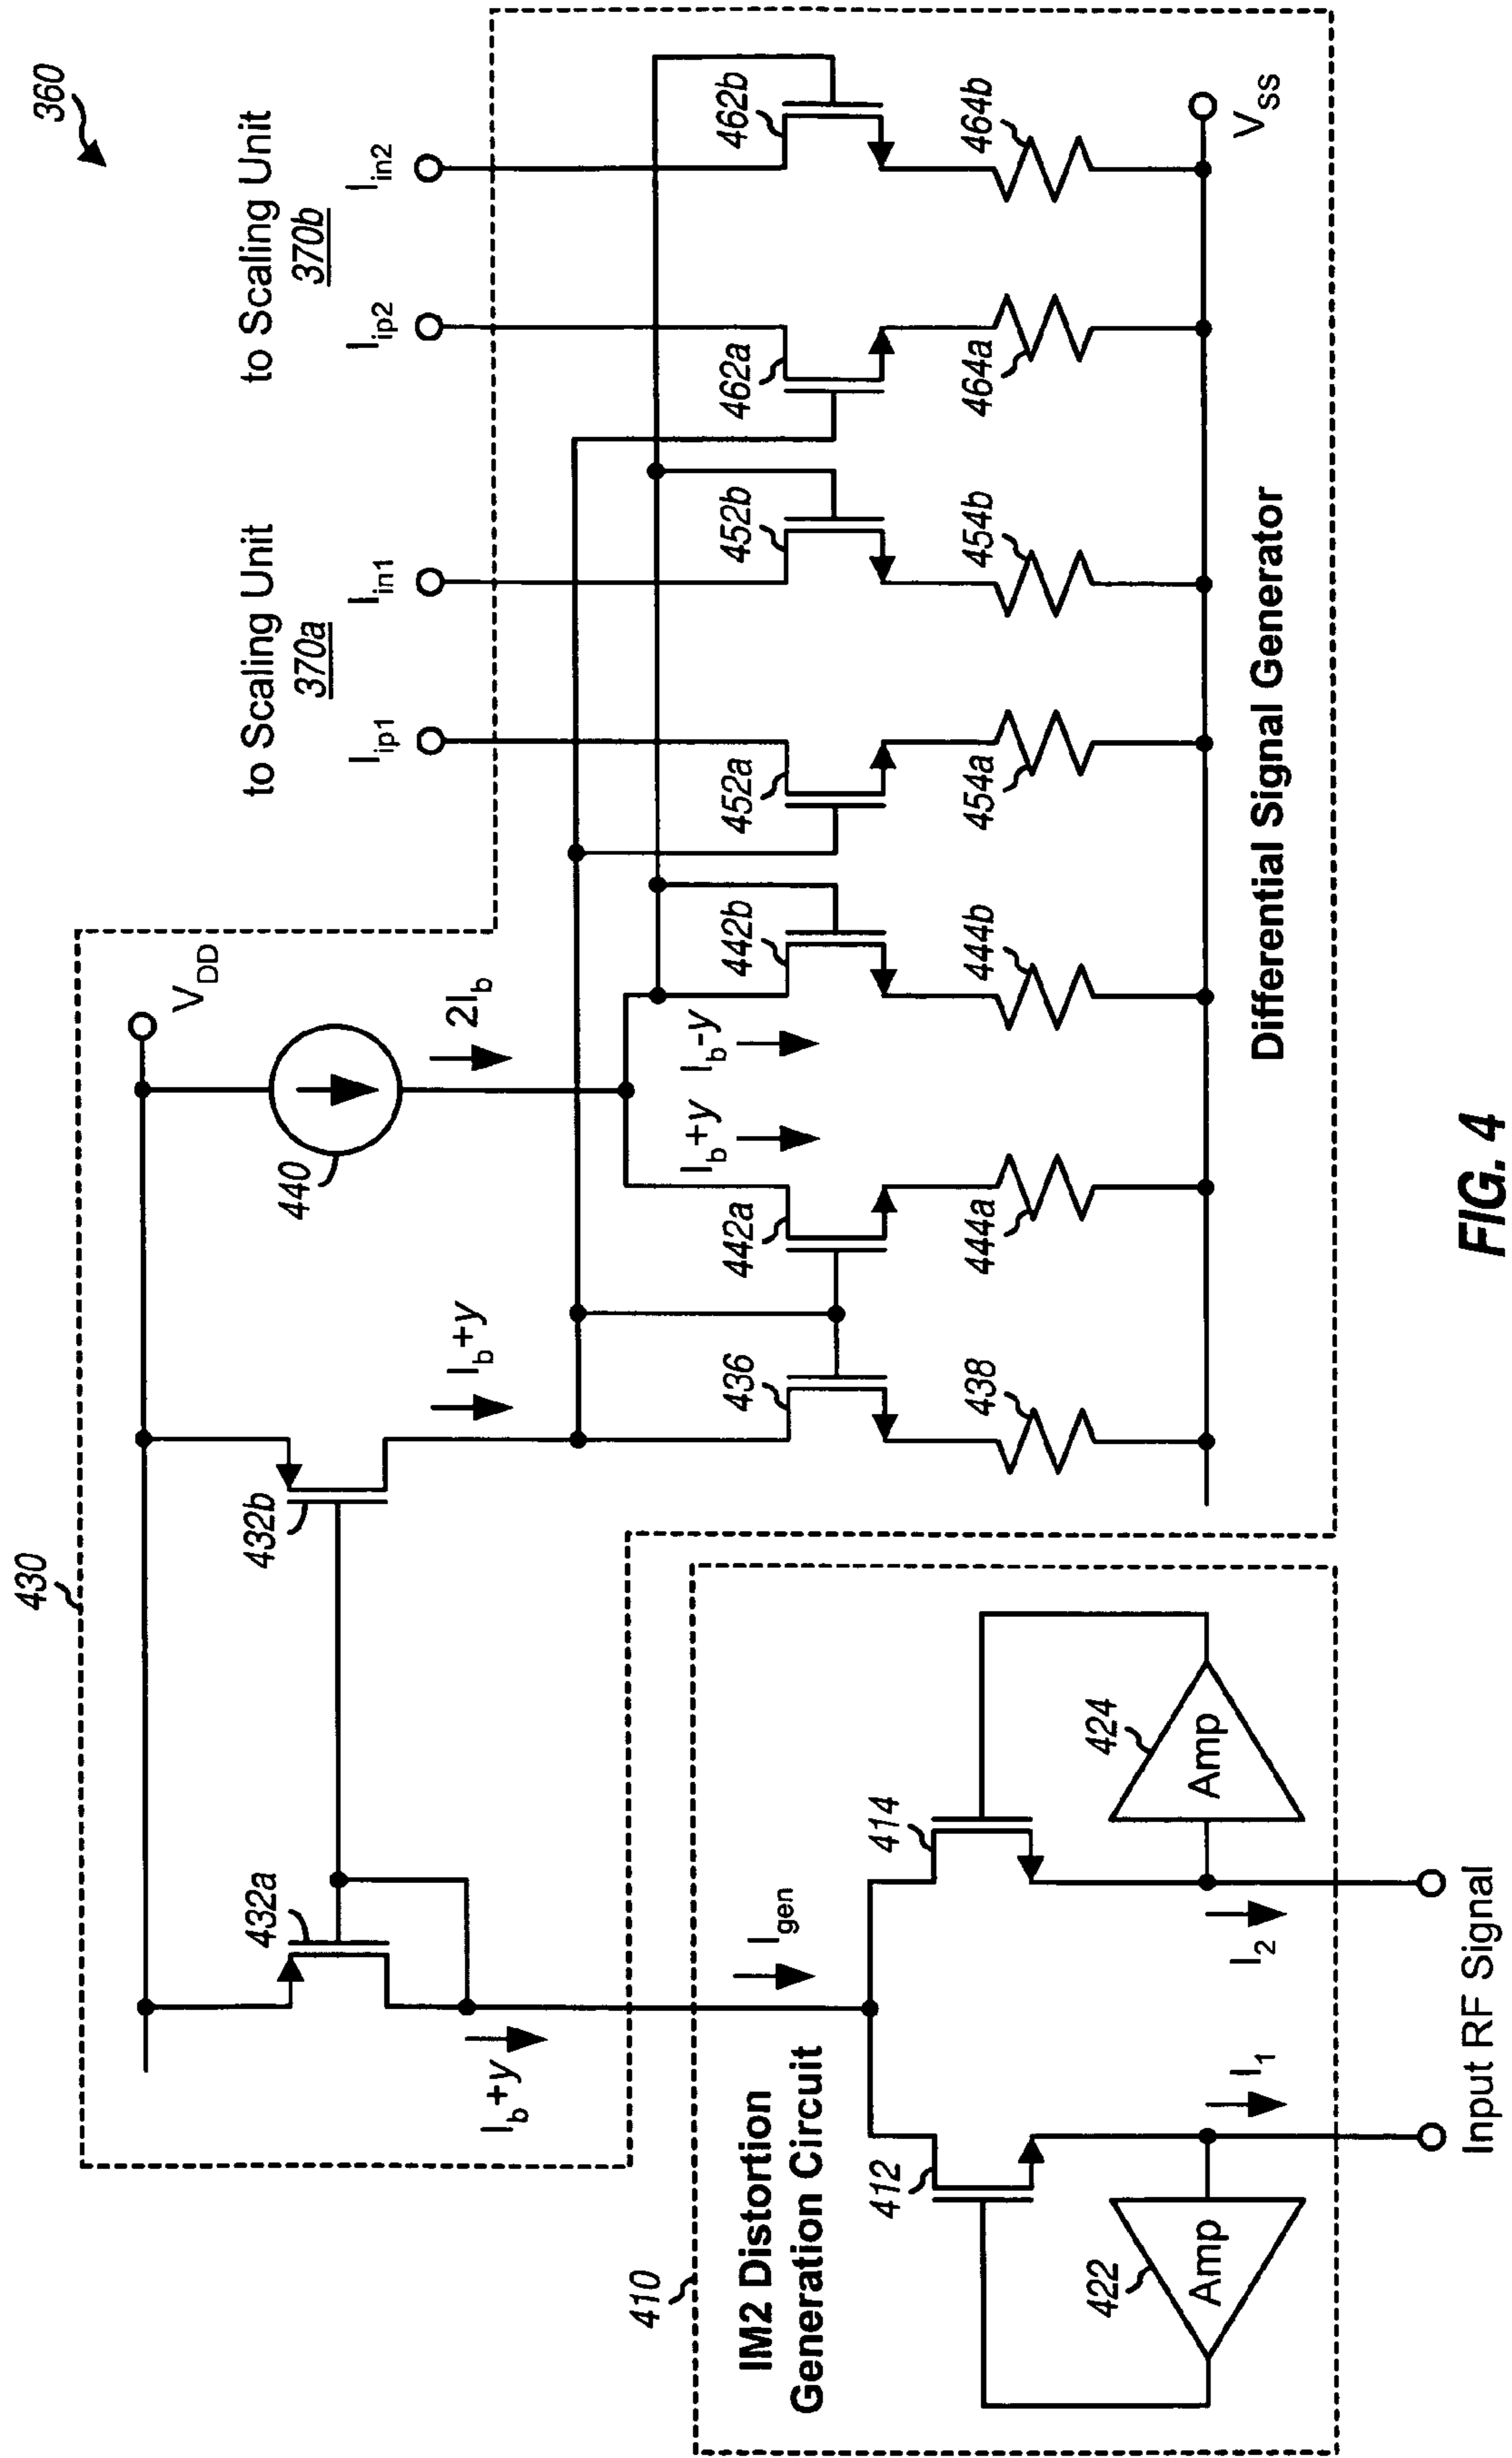 360
to Scaling Unit
370a
to Scaling Unit
370b
I_ip1
I_in1
I_ip2
I_in2
430
V_DD
432a
432b
440
2I_b
I_b+y
I_b+y
I_b+y
I_b-y
436
442a
442b
452a
452b
462a
462b
438
444a
444b
454a
454b
464a
464b
V_SS
Differential Signal Generator
410
IM2 Distortion
Generation Circuit
I_gen
412
414
422
Amp
424
Amp
I_1
I_2
Input RF Signal
FIG. 4